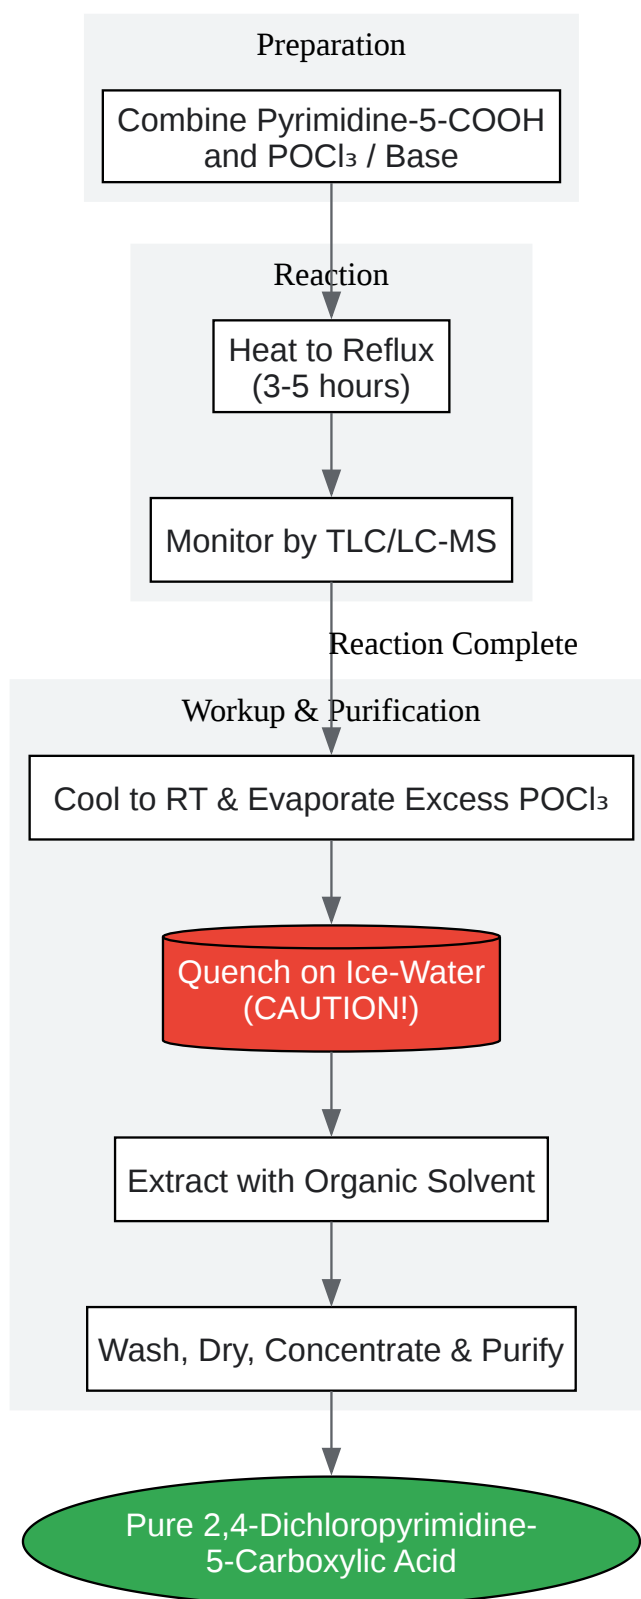 Preparation
Combine Pyrimidine-5-COOH
and POCl₃ / Base
Reaction
Heat to Reflux
(3-5 hours)
Monitor by TLC/LC-MS
Reaction Complete
Workup & Purification
Cool to RT & Evaporate Excess POCl₃
Quench on Ice-Water
(CAUTION!)
Extract with Organic Solvent
Wash, Dry, Concentrate & Purify
Pure 2,4-Dichloropyrimidine-
5-Carboxylic Acid